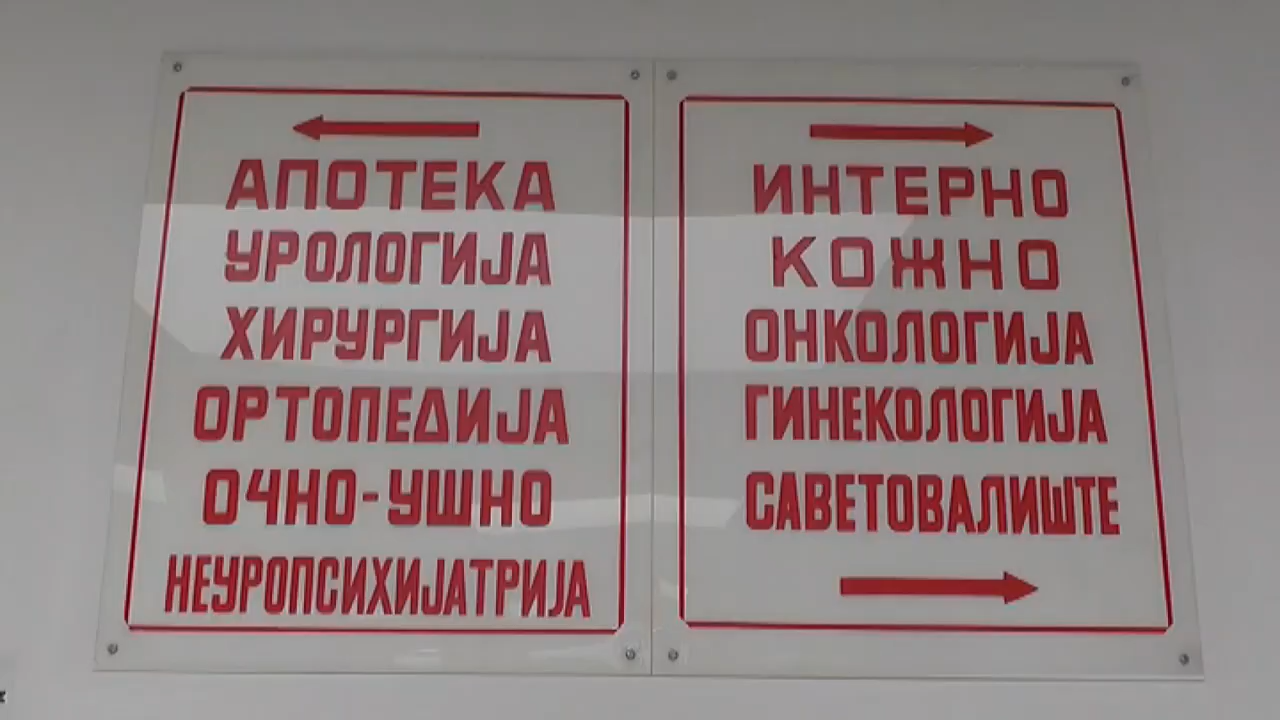 АПОТЕКА
УРОЛОГИЈА
ХИРУРГИЈА
ОРТОПЕДИЈА
ОЧНО-УШНО
НЕУРОПСИХИЈАТРИЈА
ИНТЕРНО
КОЖНО
ОНКОЛОГИЈА
ГИНЕКОЛОГИЈА
САВЕТОВАЛИШТЕ